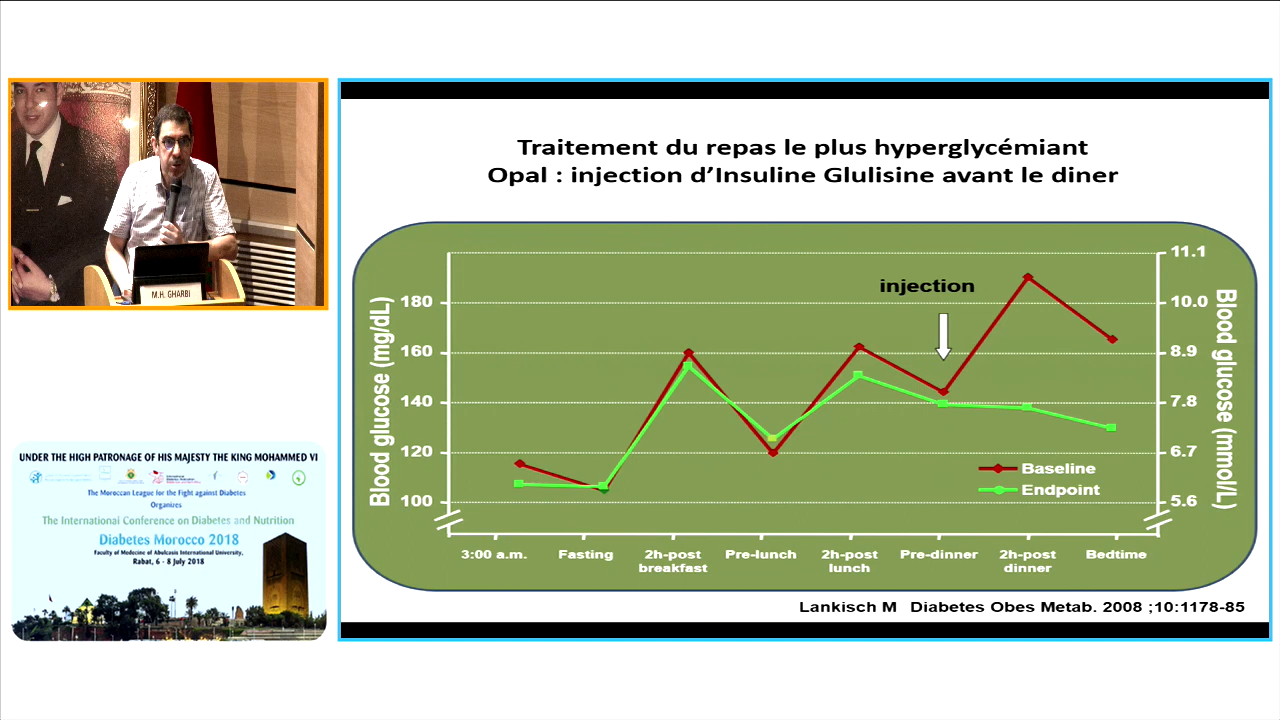 M.H. GHARBI
UNDER THE HIGH PATRONAGE OF HIS MAJESTY THE KING MOHAMMED VI
The Moroccan League for the Fight against Diabetes
Organizes
The International Conference on Diabetes and Nutrition
Diabetes Morocco 2018
Faculty of Medecine of Abulcasis International University,
Rabat, 6 - 8 July 2018
Traitement du repas le plus hyperglycémiant
Opal : injection d’Insuline Glulisine avant le diner
Blood glucose (mg/dL)
180
160
140
120
100
injection
11.1
10.0
8.9
7.8
6.7
5.6
Blood glucose (mmol/L)
Baseline
Endpoint
3:00 a.m.
Fasting
2h-post
breakfast
Pre-lunch
2h-post
lunch
Pre-dinner
2h-post
dinner
Bedtime
Lankisch M Diabetes Obes Metab. 2008 ;10:1178-85